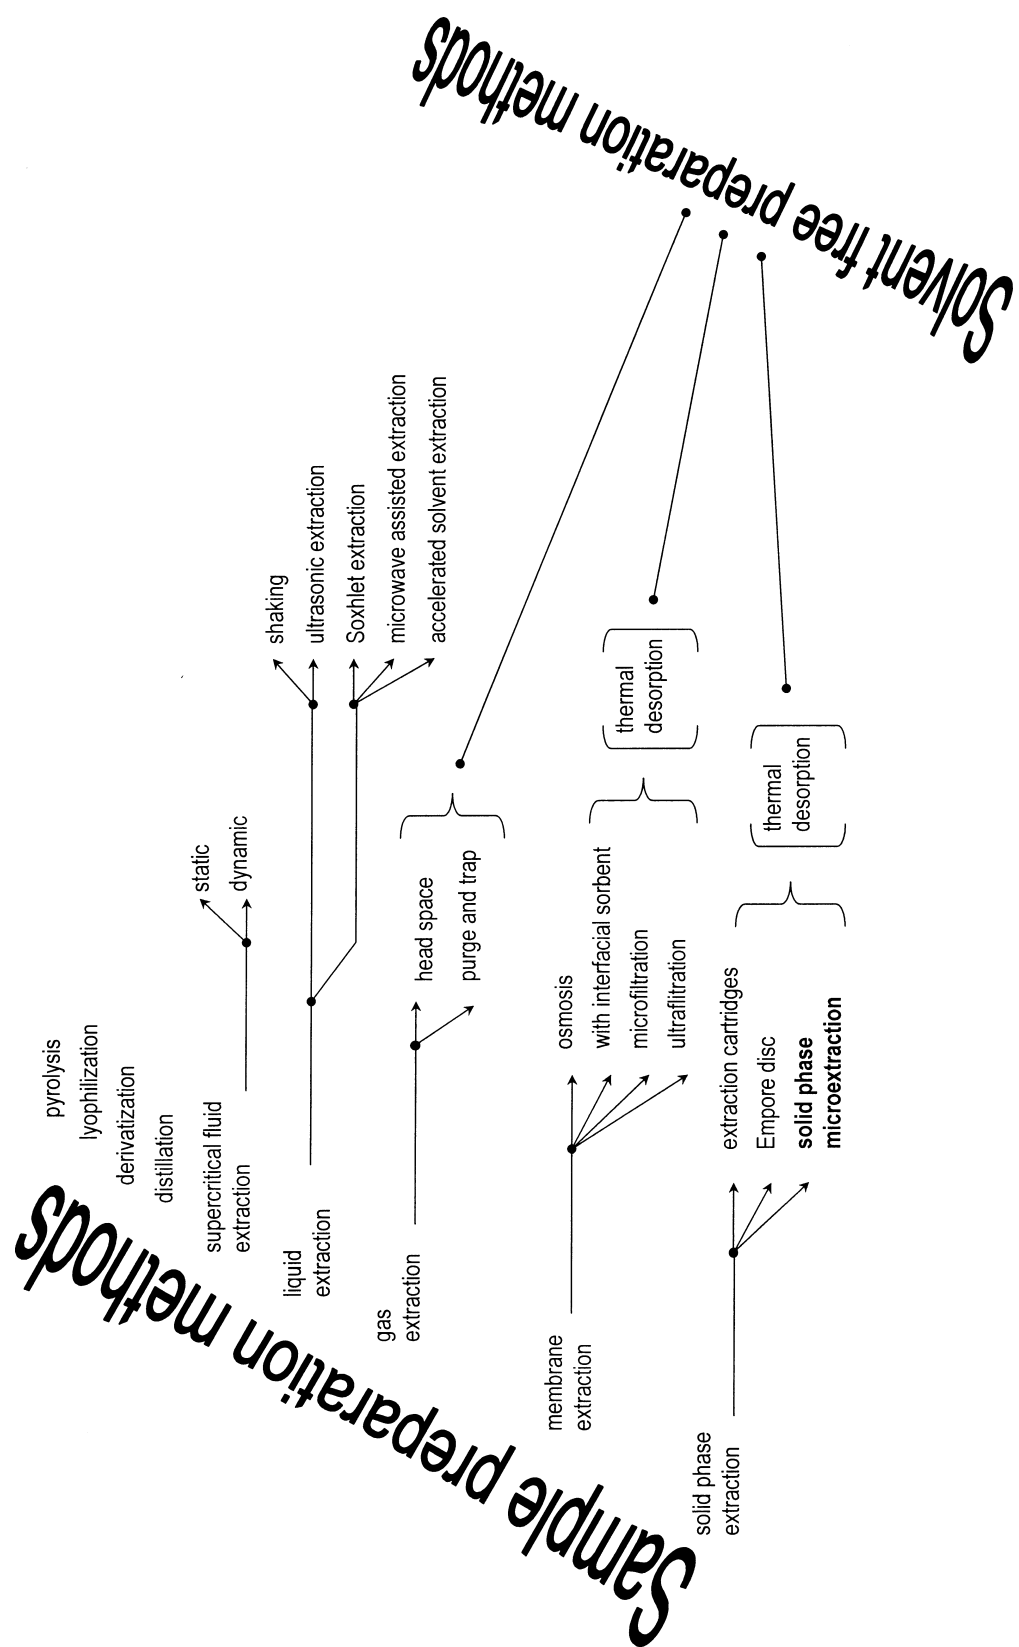 Sample preparation methods
pyrolysis
lyophilization
derivatization
distillation
supercritical fluid
extraction
static
dynamic
liquid
extraction
shaking
ultrasonic extraction
Soxhlet extraction
microwave assisted extraction
accelerated solvent extraction
gas
extraction
head space
purge and trap
membrane
extraction
osmosis
with interfacial sorbent
microfiltration
ultraflitration
thermal
desorption
solid phase
extraction
extraction cartridges
Empore disc
solid phase
microextraction
thermal
desorption
Solvent free preparation methods